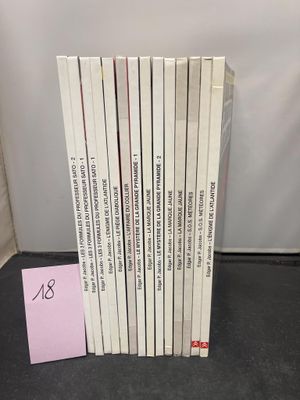 Edgar P. Jacobs - LES 3 FORMULES DU PROFESSEUR SATO - 2
Edgar P. Jacobs - LES 3 FORMULES DU PROFESSEUR SATO - 1
Edgar P. Jacobs - LES 3 FORMULES DU PROFESSEUR SATO - 1
Edgar P. Jacobs - L'ENIGME DE L'ATLANTIDE
Edgar P. Jacobs - LE PIÈGE DIABOLIQUE
Edgar P. Jacobs - L'AFFAIRE DU COLLIER
Edgar P. Jacobs - LE MYSTERE DE LA GRANDE PYRAMIDE - 1
Edgar P. Jacobs - LA MARQUE JAUNE
Edgar P. Jacobs - LE MYSTERE DE LA GRANDE PYRAMIDE - 2
Edgar P. Jacobs - LA MARQUE JAUNE
Edgar P. Jacobs - LA MARQUE JAUNE
Edgar P. Jacobs - S.O.S. METEORES
Edgar P. Jacobs - S.O.S. METEORES
Edgar P. Jacobs - L'ENIGME DE L'ATLANTIDE
18